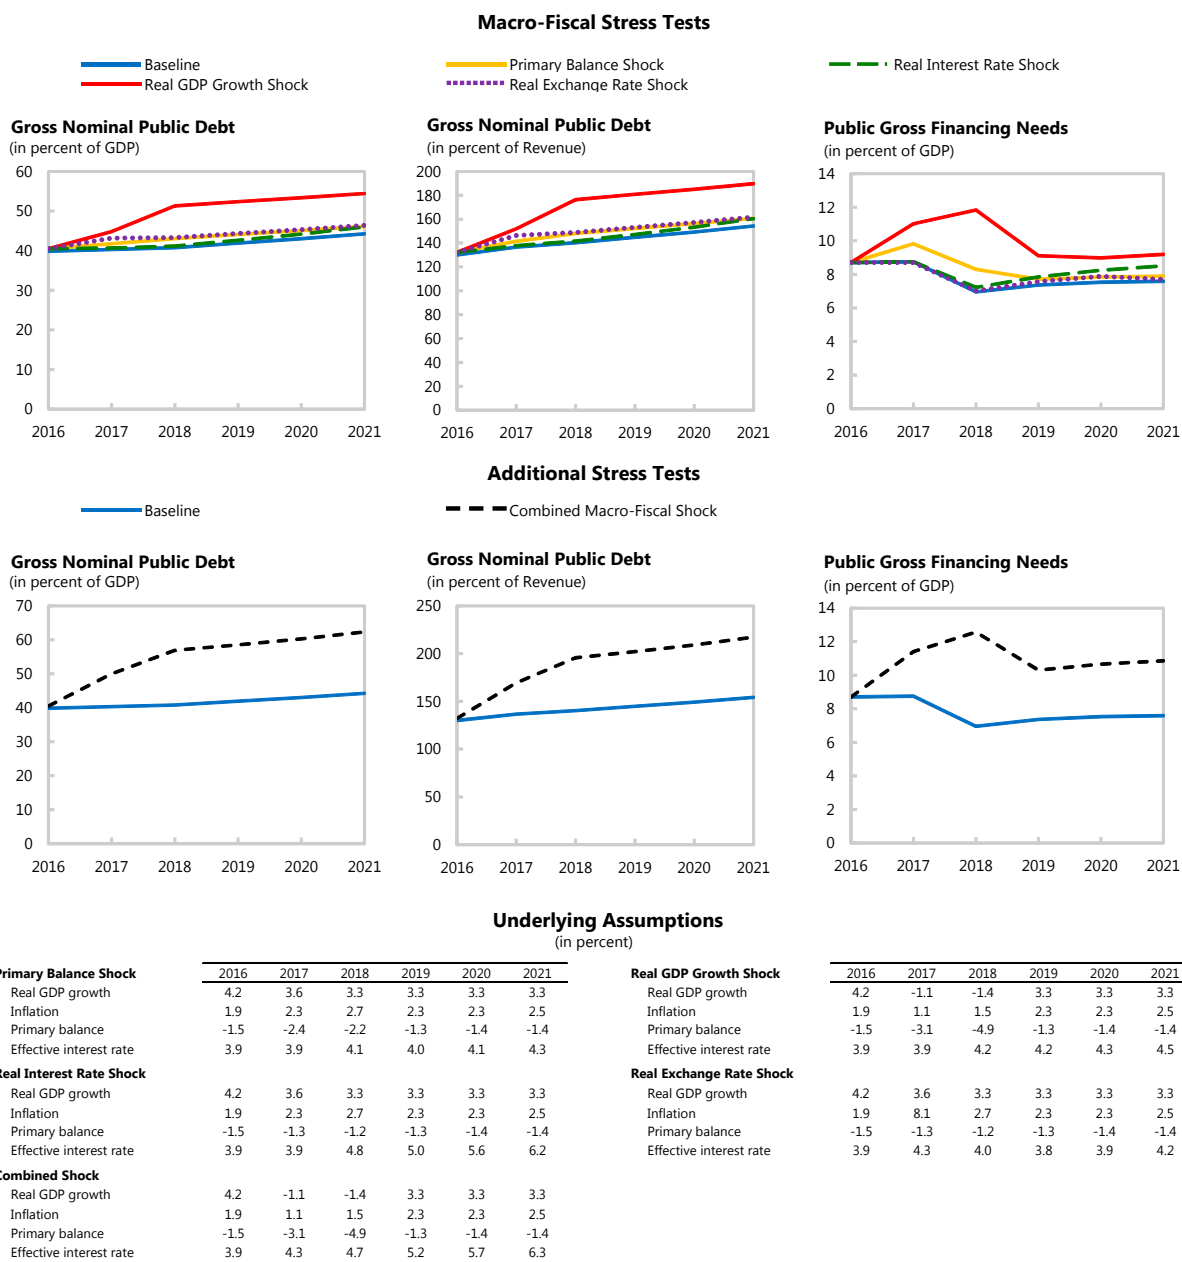 Macro-Fiscal Stress Tests
Baseline Primary Balance Shock Real Interest Rate Shock
Real GDP Growth Shock Real Exchange Rate Shock
Gross Nominal Public Debt
(in percent of GDP)
60
50
40
30
20
10
0
2016 2017 2018 2019 2020 2021
Gross Nominal Public Debt
(in percent of Revenue)
200
180
160
140
120
100
80
60
40
20
0
2016 2017 2018 2019 2020 2021
Public Gross Financing Needs
(in percent of GDP)
14
12
10
8
6
4
2
0
2016 2017 2018 2019 2020 2021
Additional Stress Tests
Baseline Combined Macro-Fiscal Shock
Gross Nominal Public Debt
(in percent of GDP)
70
60
50
40
30
20
10
0
2016 2017 2018 2019 2020 2021
Gross Nominal Public Debt
(in percent of Revenue)
250
200
150
100
50
0
2016 2017 2018 2019 2020 2021
Public Gross Financing Needs
(in percent of GDP)
14
12
10
8
6
4
2
0
2016 2017 2018 2019 2020 2021
Underlying Assumptions
(in percent)
Primary Balance Shock 2016 2017 2018 2019 2020 2021
Real GDP growth 4.2 3.6 3.3 3.3 3.3 3.3
Inflation 1.9 2.3 2.7 2.3 2.3 2.5
Primary balance -1.5 -2.4 -2.2 -1.3 -1.4 -1.4
Effective interest rate 3.9 3.9 4.1 4.0 4.1 4.3
Real Interest Rate Shock
Real GDP growth 4.2 3.6 3.3 3.3 3.3 3.3
Inflation 1.9 2.3 2.7 2.3 2.3 2.5
Primary balance -1.5 -1.3 -1.2 -1.3 -1.4 -1.4
Effective interest rate 3.9 3.9 4.8 5.0 5.6 6.2
Combined Shock
Real GDP growth 4.2 -1.1 -1.4 3.3 3.3 3.3
Inflation 1.9 1.1 1.5 2.3 2.3 2.5
Primary balance -1.5 -3.1 -4.9 -1.3 -1.4 -1.4
Effective interest rate 3.9 4.3 4.7 5.2 5.7 6.3
Real GDP Growth Shock 2016 2017 2018 2019 2020 2021
Real GDP growth 4.2 -1.1 -1.4 3.3 3.3 3.3
Inflation 1.9 1.1 1.5 2.3 2.3 2.5
Primary balance -1.5 -3.1 -4.9 -1.3 -1.4 -1.4
Effective interest rate 3.9 3.9 4.2 4.2 4.3 4.5
Real Exchange Rate Shock
Real GDP growth 4.2 3.6 3.3 3.3 3.3 3.3
Inflation 1.9 8.1 2.7 2.3 2.3 2.5
Primary balance -1.5 -1.3 -1.2 -1.3 -1.4 -1.4
Effective interest rate 3.9 4.3 4.0 3.8 3.9 4.2